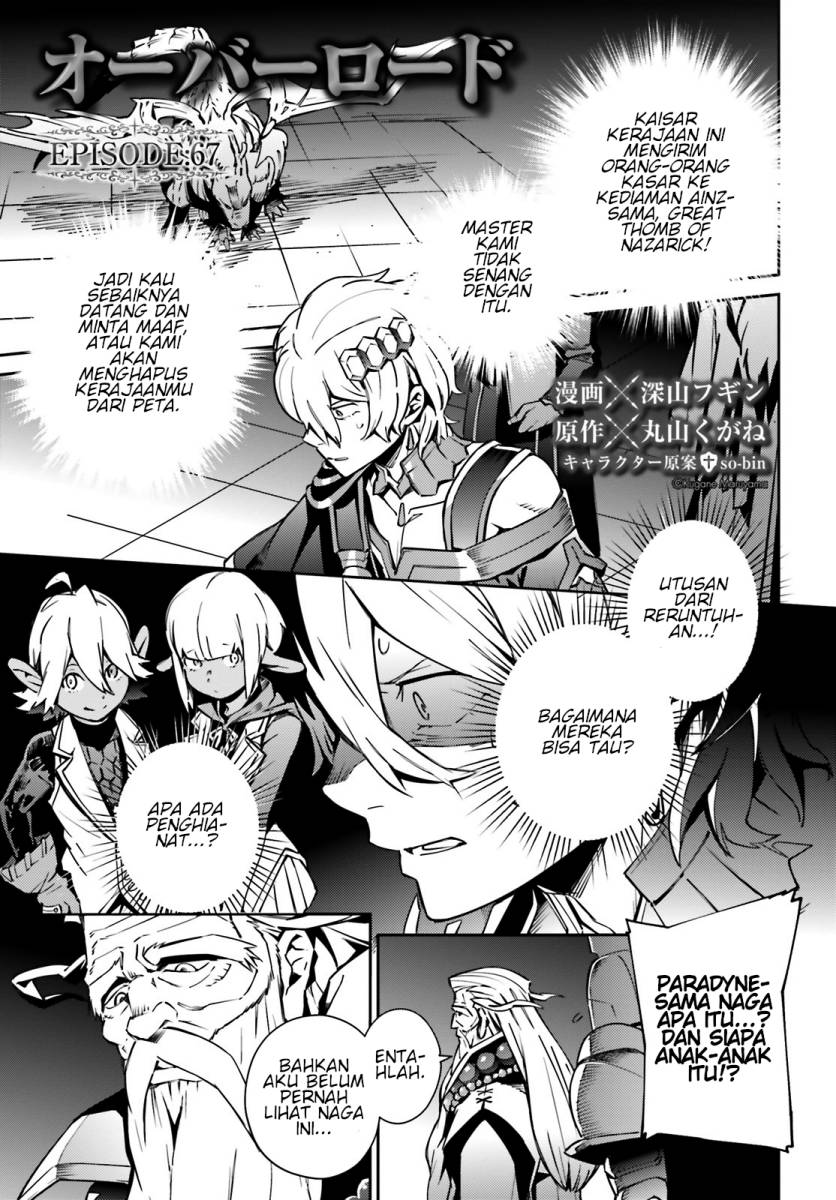 オーバーロード
EPISODE:67
KAISAR
KERAJAAN INI
MENGIRIM
ORANG-ORANG
KASAR KE
KEDIAMAN AINZ-
SAMA, GREAT
THOMB OF
NAZARICK!
MASTER
KAMI
TIDAK
SENANG
DENGAN
ITU.
JADI KAU
SEBAIKNYA
DATANG DAN
MINTA MAAF,
ATAU KAMI
AKAN
MENGHAPUS
KERAJAANMU
DARI PETA.
漫画×深山フギン
原作×丸山くがね
キャラクター原案 so-bin
©Kugane Maruyama
UTUSAN
DARI
RERUNTUH-
AN...!
BAGAIMANA
MEREKA
BISA TAU?
APA ADA
PENGHIA-
NAT...?
PARADYNE-
SAMA NAGA
APA ITU...?
DAN SIAPA
ANAK-ANAK
ITU!?
ENTA-
HLAH.
BAHKAN
AKU BELUM
PERNAH
LIHAT NAGA
INI...